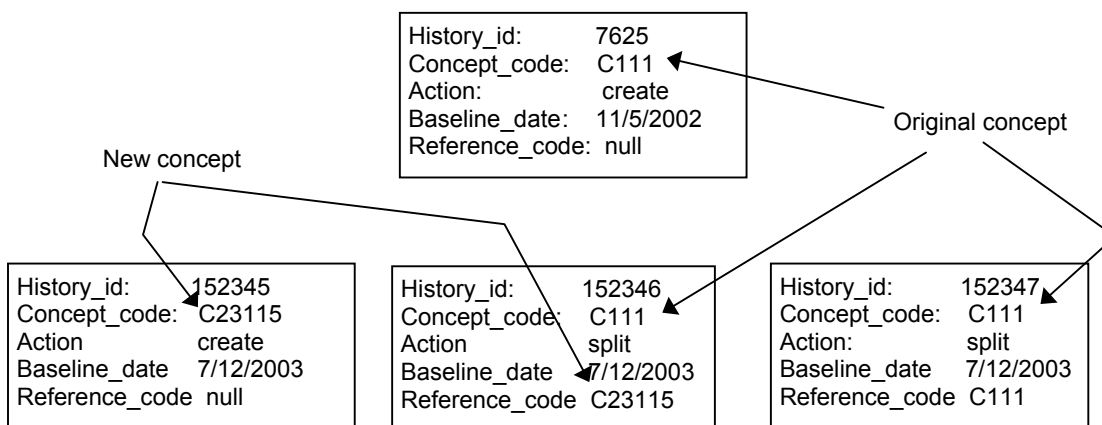 History_id: 7625
Concept_code: C111
Action: create
Baseline_date: 11/5/2002
Reference_code: null
Original concept
New concept
History_id: 152345
Concept_code: C23115
Action create
Baseline_date 7/12/2003
Reference_code null
History_id: 152346
Concept_code: C111
Action split
Baseline_date 7/12/2003
Reference_code C23115
History_id: 152347
Concept_code: C111
Action: split
Baseline_date 7/12/2003
Reference_code C111